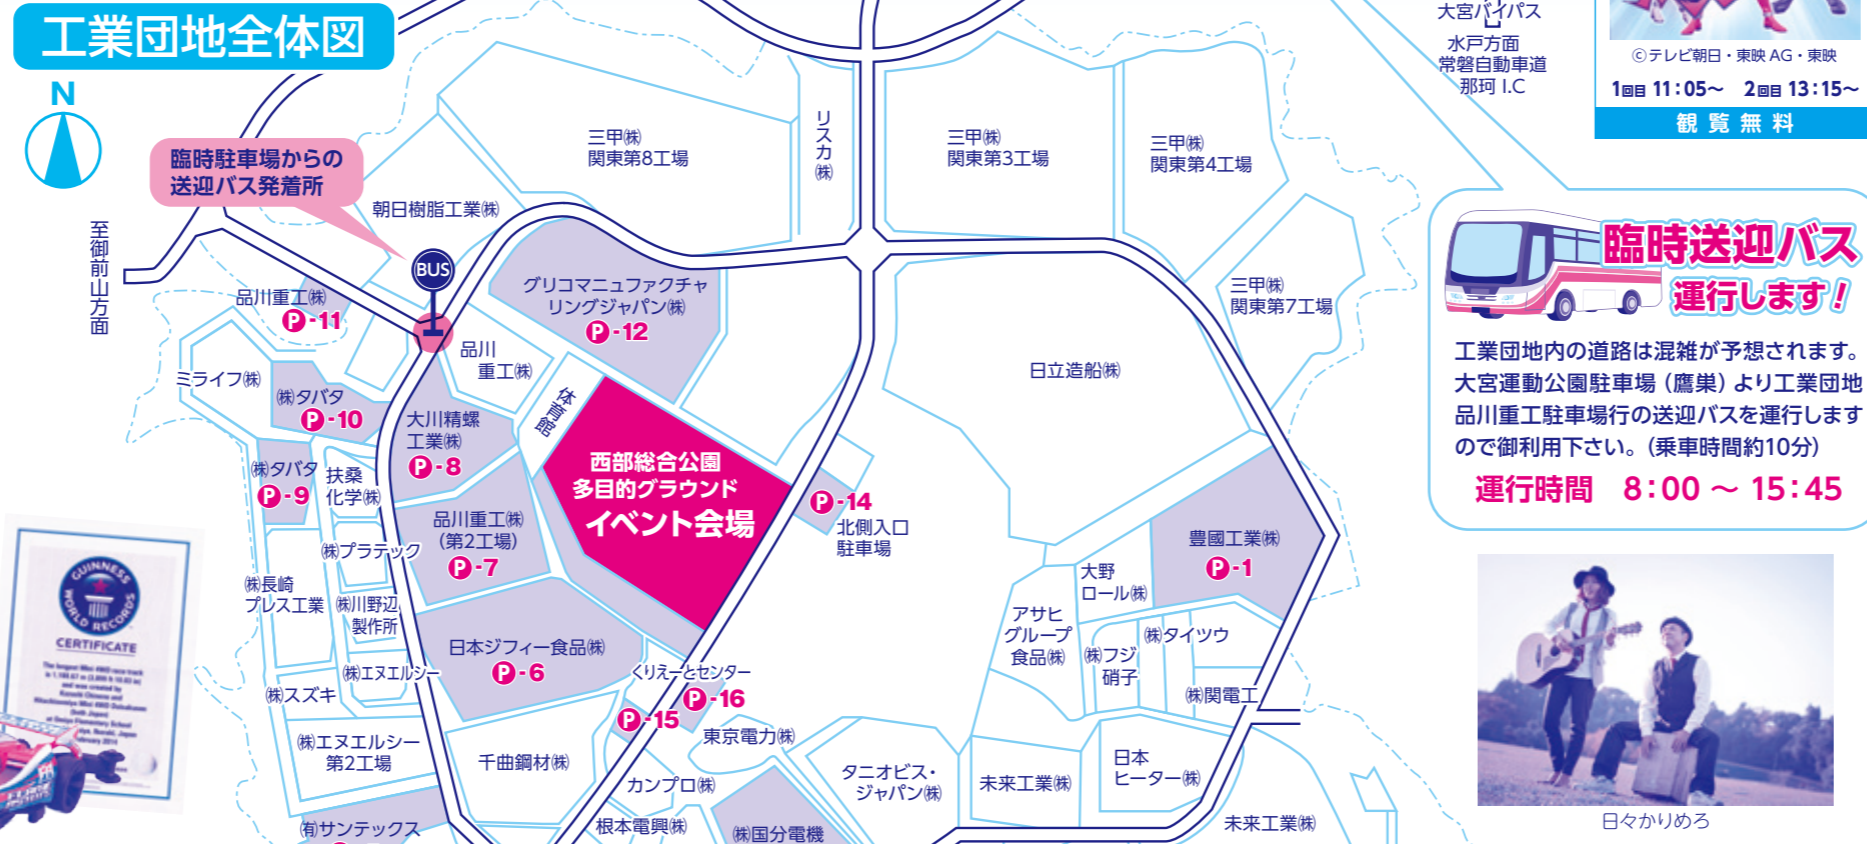 工業団地全体図
N
臨時駐車場からの
送迎バス発着所
至御前山方面
BUS
朝日樹脂工業㈱
三甲㈱
関東第8工場
リスカ㈱
三甲㈱
関東第3工場
三甲㈱
関東第4工場
三甲㈱
関東第7工場
品川重工㈱
P-11
グリコマニュファクチャ
リングジャパン㈱
P-12
品川
重工㈱
体育館
日立造船㈱
ミライフ㈱
㈱タバタ
P-10
大川精螺
工業㈱
P-8
㈱タバタ
P-9
扶桑
化学㈱
西部総合公園
多目的グラウンド
イベント会場
P-14
北側入口
駐車場
品川重工㈱
(第2工場)
P-7
㈱プラテック
豊國工業㈱
P-1
大野
ロール㈱
㈱長崎
プレス工業
㈱川野辺
製作所
アサヒ
グループ
食品㈱
㈱タイツウ
㈱フジ
硝子
日本ジフィー食品㈱
P-6
㈱エヌエルシー
くりえーとセンター
P-16
P-15
㈱スズキ
㈱関電工
東京電力㈱
㈱エヌエルシー
第2工場
千曲鋼材㈱
カンプロ㈱
タニオビス・
ジャパン㈱
未来工業㈱
日本
ヒーター㈱
㈲サンテックス
根本電興㈱
㈱国分電機
未来工業㈱
大宮バイパス
水戸方面
常磐自動車道
那珂 I.C
Ⓒテレビ朝日・東映 AG・東映
1回目 11:05〜 2回目 13:15〜
観覧無料
臨時送迎バス
運行します!
工業団地内の道路は混雑が予想されます。
大宮運動公園駐車場(鷹巣)より工業団地
品川重工駐車場行の送迎バスを運行します
ので御利用下さい。(乗車時間約10分)
運行時間 8:00 〜 15:45
日々かりめろ
GUINNESS
WORLD RECORDS
CERTIFICATE